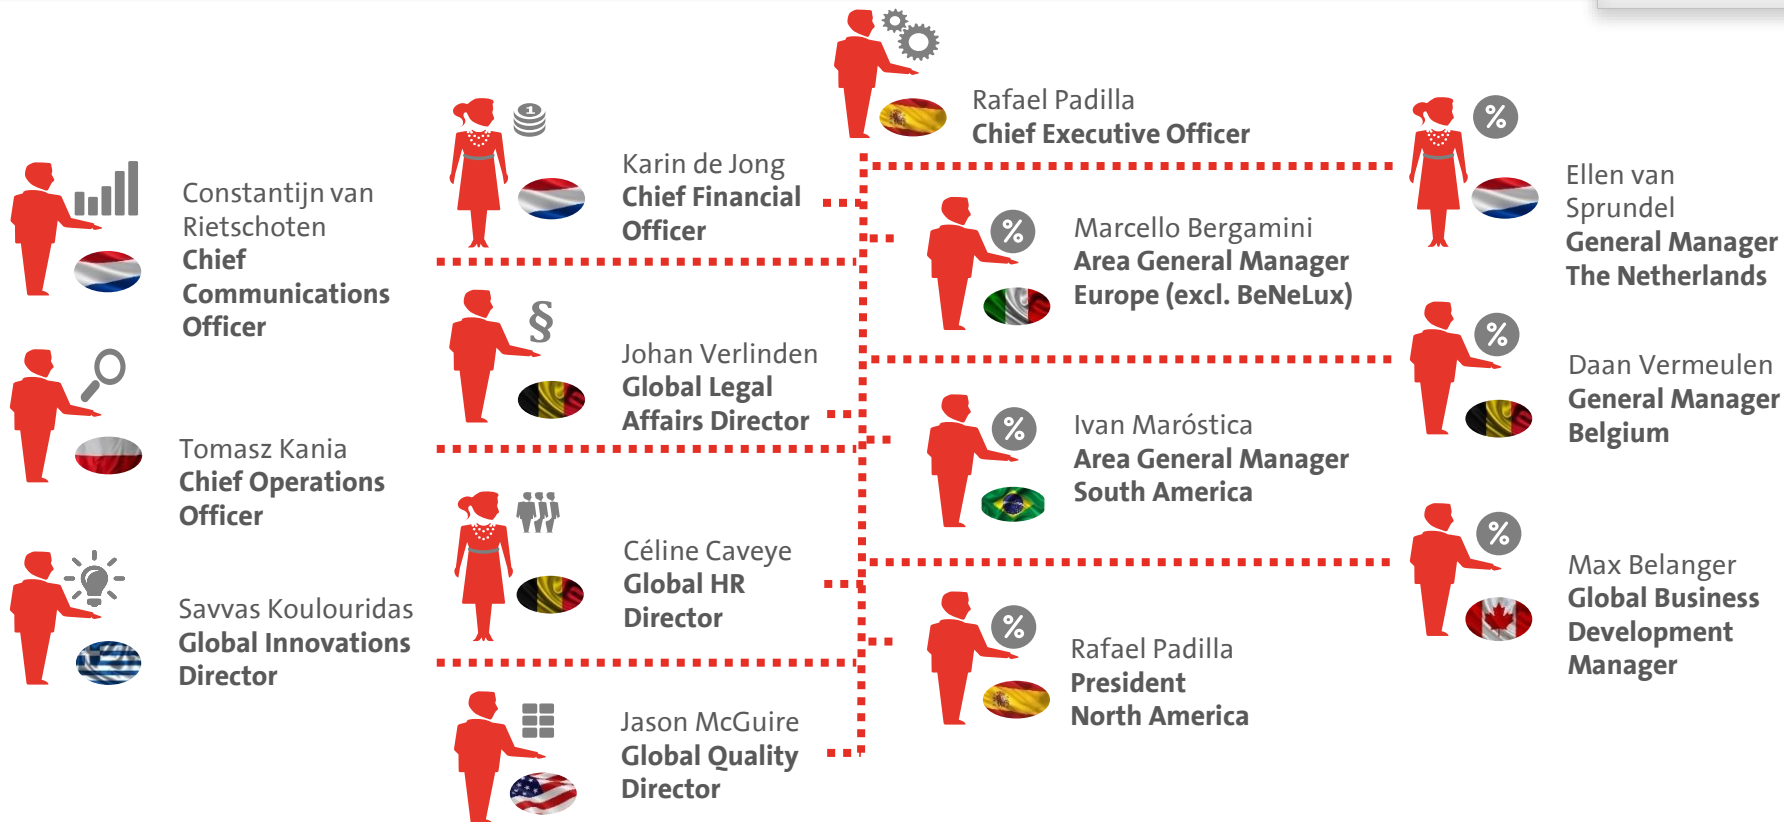 Rafael Padilla
Chief Executive Officer
1
Karin de Jong
Chief Financial
Officer
%
Ellen van
Sprundel
General Manager
The Netherlands
Constantijn van
Rietschoten
Chief
Communications
Officer
%
Marcello Bergamini
Area General Manager
Europe (excl. BeNeLux)
§
Johan Verlinden
Global Legal
Affairs Director
%
Daan Vermeulen
General Manager
Belgium
Tomasz Kania
Chief Operations
Officer
%
Ivan Maróstica
Area General Manager
South America
Céline Caveye
Global HR
Director
%
Max Belanger
Global Business
Development
Manager
Savvas Koulouridas
Global Innovations
Director
%
Rafael Padilla
President
North America
Jason McGuire
Global Quality
Director